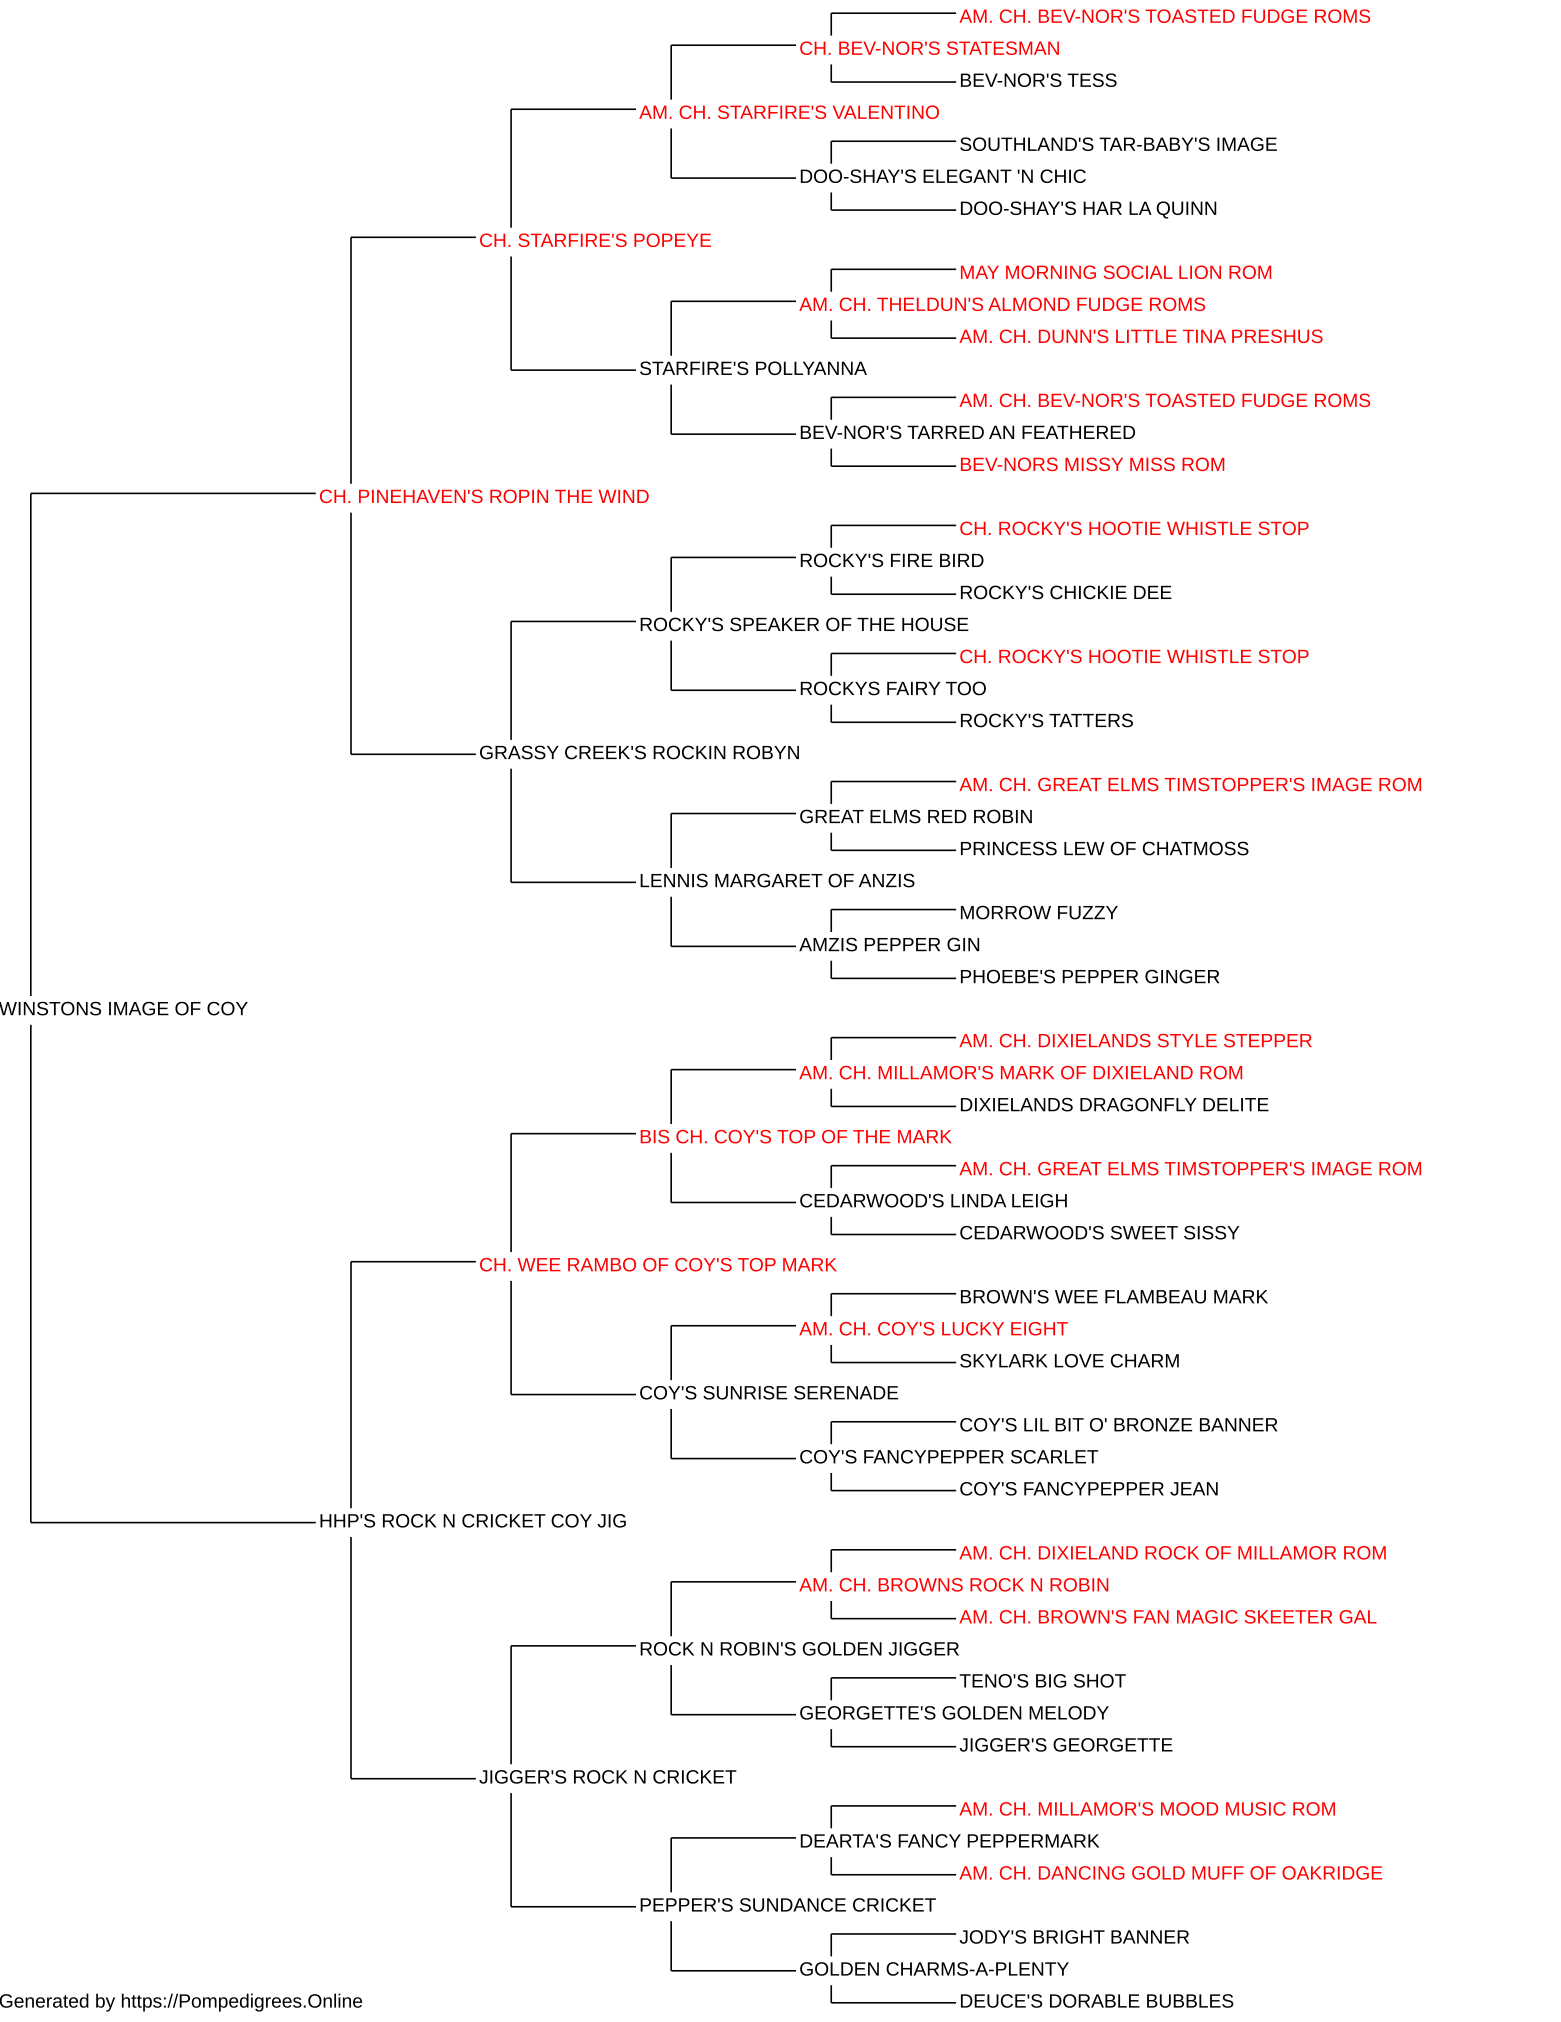 AM. CH. BEV-NOR'S TOASTED FUDGE ROMS
CH. BEV-NOR'S STATESMAN
BEV-NOR'S TESS
AM. CH. STARFIRE'S VALENTINO
SOUTHLAND'S TAR-BABY'S IMAGE
DOO-SHAY'S ELEGANT 'N CHIC
DOO-SHAY'S HAR LA QUINN
CH. STARFIRE'S POPEYE
MAY MORNING SOCIAL LION ROM
AM. CH. THELDUN'S ALMOND FUDGE ROMS
AM. CH. DUNN'S LITTLE TINA PRESHUS
STARFIRE'S POLLYANNA
AM. CH. BEV-NOR'S TOASTED FUDGE ROMS
BEV-NOR'S TARRED AN FEATHERED
BEV-NORS MISSY MISS ROM
CH. PINEHAVEN'S ROPIN THE WIND
CH. ROCKY'S HOOTIE WHISTLE STOP
ROCKY'S FIRE BIRD
ROCKY'S CHICKIE DEE
ROCKY'S SPEAKER OF THE HOUSE
CH. ROCKY'S HOOTIE WHISTLE STOP
ROCKYS FAIRY TOO
ROCKY'S TATTERS
GRASSY CREEK'S ROCKIN ROBYN
AM. CH. GREAT ELMS TIMSTOPPER'S IMAGE ROM
GREAT ELMS RED ROBIN
PRINCESS LEW OF CHATMOSS
LENNIS MARGARET OF ANZIS
MORROW FUZZY
AMZIS PEPPER GIN
PHOEBE'S PEPPER GINGER
WINSTONS IMAGE OF COY
AM. CH. DIXIELANDS STYLE STEPPER
AM. CH. MILLAMOR'S MARK OF DIXIELAND ROM
DIXIELANDS DRAGONFLY DELITE
BIS CH. COY'S TOP OF THE MARK
AM. CH. GREAT ELMS TIMSTOPPER'S IMAGE ROM
CEDARWOOD'S LINDA LEIGH
CEDARWOOD'S SWEET SISSY
CH. WEE RAMBO OF COY'S TOP MARK
BROWN'S WEE FLAMBEAU MARK
AM. CH. COY'S LUCKY EIGHT
SKYLARK LOVE CHARM
COY'S SUNRISE SERENADE
COY'S LIL BIT O' BRONZE BANNER
COY'S FANCYPEPPER SCARLET
COY'S FANCYPEPPER JEAN
HHP'S ROCK N CRICKET COY JIG
AM. CH. DIXIELAND ROCK OF MILLAMOR ROM
AM. CH. BROWNS ROCK N ROBIN
AM. CH. BROWN'S FAN MAGIC SKEETER GAL
ROCK N ROBIN'S GOLDEN JIGGER
TENO'S BIG SHOT
GEORGETTE'S GOLDEN MELODY
JIGGER'S GEORGETTE
JIGGER'S ROCK N CRICKET
AM. CH. MILLAMOR'S MOOD MUSIC ROM
DEARTA'S FANCY PEPPERMARK
AM. CH. DANCING GOLD MUFF OF OAKRIDGE
PEPPER'S SUNDANCE CRICKET
JODY'S BRIGHT BANNER
GOLDEN CHARMS-A-PLENTY
DEUCE'S DORABLE BUBBLES
Generated by https://Pompedigrees.Online